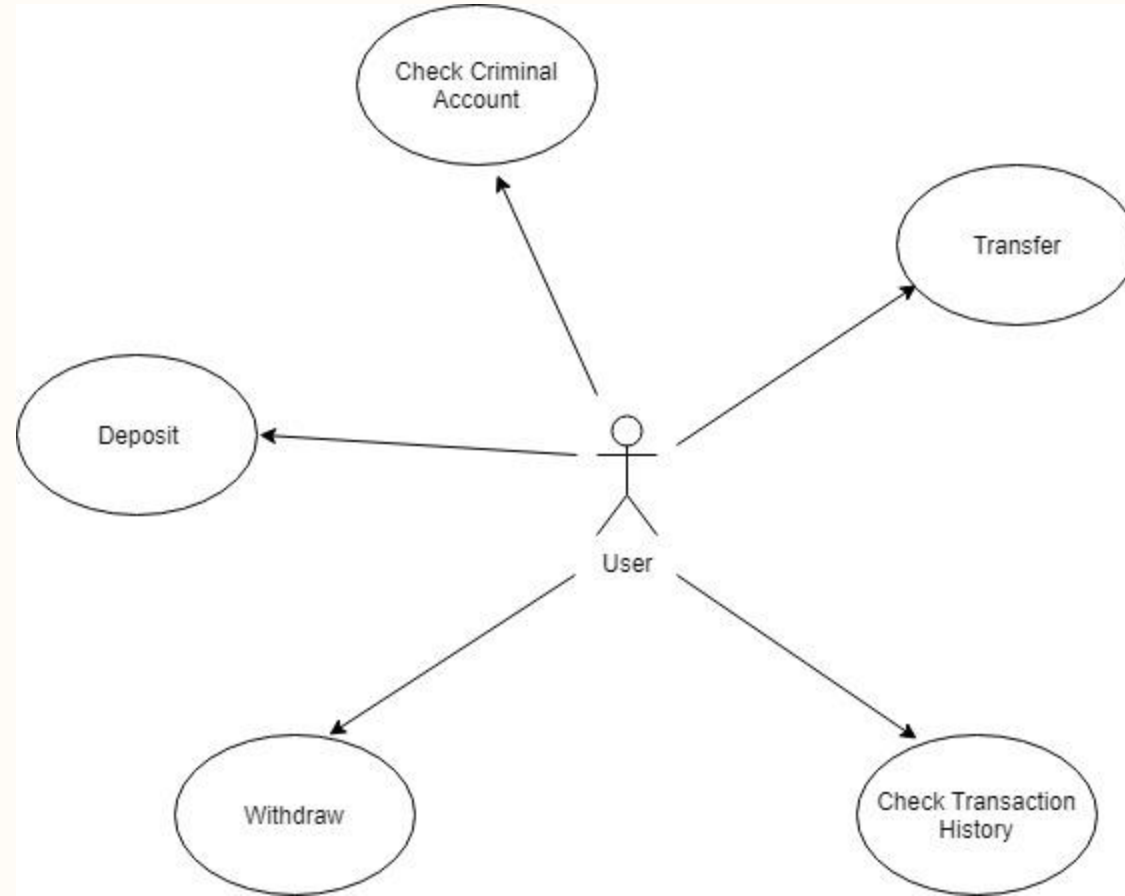 Check Criminal
Account
Transfer
Deposit
User
Withdraw
Check Transaction
History